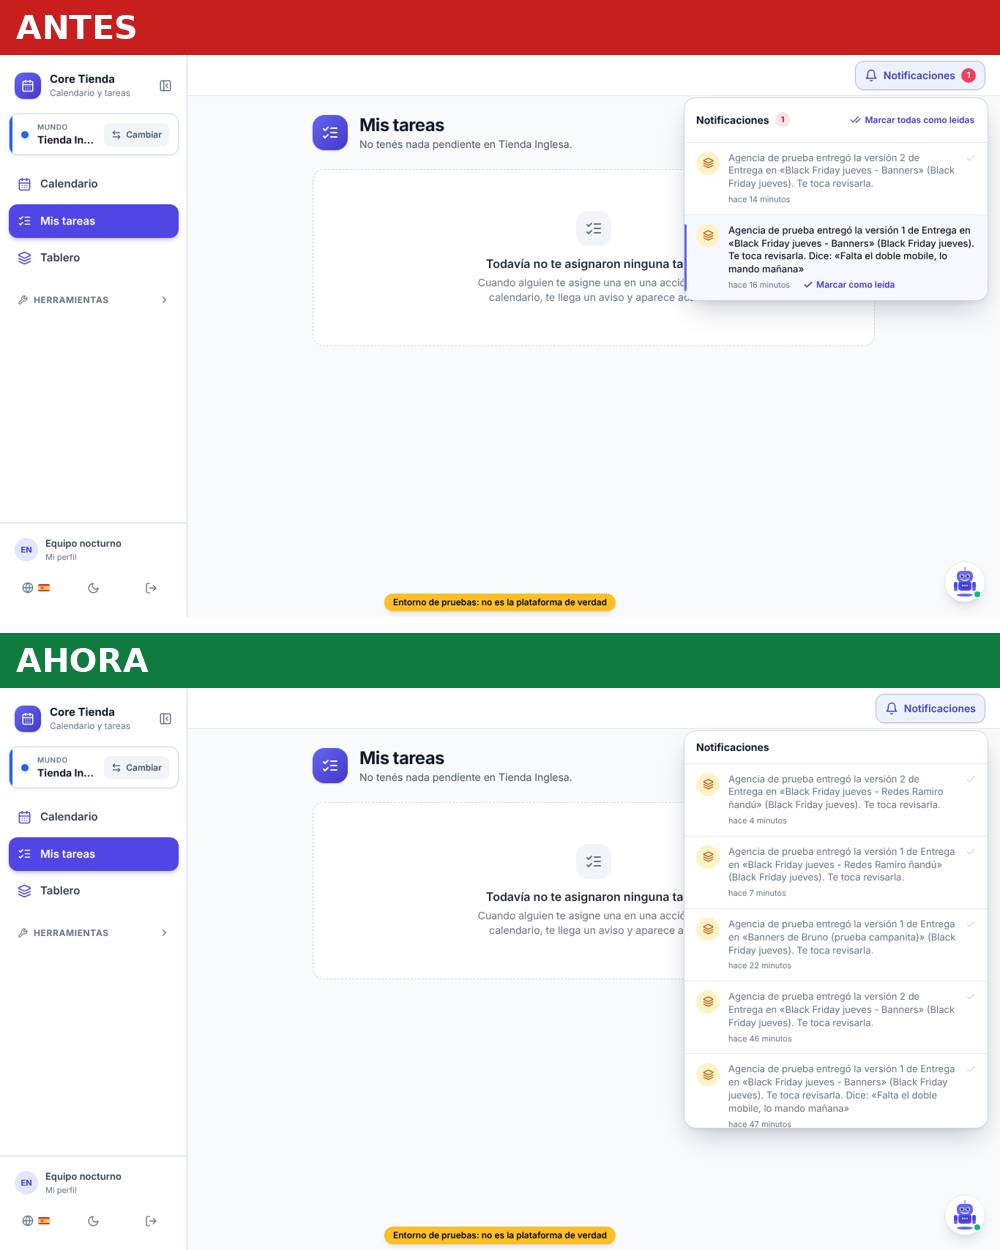 ANTES
Core Tienda
Calendario y tareas
MUNDO
Tienda In...
Cambiar
Calendario
Mis tareas
Tablero
HERRAMIENTAS
EN
Equipo nocturno
Mi perfil
Notificaciones 1
Mis tareas
No tenés nada pendiente en Tienda Inglesa.
Todavía no te asignaron ninguna ta
Cuando alguien te asigne una en una acció
calendario, te llega un aviso y aparece ac
Notificaciones 1
Marcar todas como leídas
Agencia de prueba entregó la versión 2 de
Entrega en «Black Friday jueves - Banners» (Black
Friday jueves). Te toca revisarla.
hace 14 minutos
Agencia de prueba entregó la versión 1 de Entrega en
«Black Friday jueves - Banners» (Black Friday jueves).
Te toca revisarla. Dice: «Falta el doble mobile, lo
mando mañana»
hace 16 minutos
Marcar como leída
Entorno de pruebas: no es la plataforma de verdad
AHORA
Core Tienda
Calendario y tareas
MUNDO
Tienda In...
Cambiar
Calendario
Mis tareas
Tablero
HERRAMIENTAS
EN
Equipo nocturno
Mi perfil
Notificaciones
Mis tareas
No tenés nada pendiente en Tienda Inglesa.
Todavía no te asignaron ninguna ta
Cuando alguien te asigne una en una acció
calendario, te llega un aviso y aparece a
Notificaciones
Agencia de prueba entregó la versión 2 de
Entrega en «Black Friday jueves - Redes Ramiro
ñandú» (Black Friday jueves). Te toca revisarla.
hace 4 minutos
Agencia de prueba entregó la versión 1 de Entrega
en «Black Friday jueves - Redes Ramiro ñandú»
(Black Friday jueves). Te toca revisarla.
hace 7 minutos
Agencia de prueba entregó la versión 1 de Entrega
en «Banners de Bruno (prueba campanita)» (Black
Friday jueves). Te toca revisarla.
hace 22 minutos
Agencia de prueba entregó la versión 2 de
Entrega en «Black Friday jueves - Banners» (Black
Friday jueves). Te toca revisarla.
hace 46 minutos
Agencia de prueba entregó la versión 1 de Entrega
en «Black Friday jueves - Banners» (Black Friday
jueves). Te toca revisarla. Dice: «Falta el doble
mobile, lo mando mañana»
hace 47 minutos
Entorno de pruebas: no es la plataforma de verdad